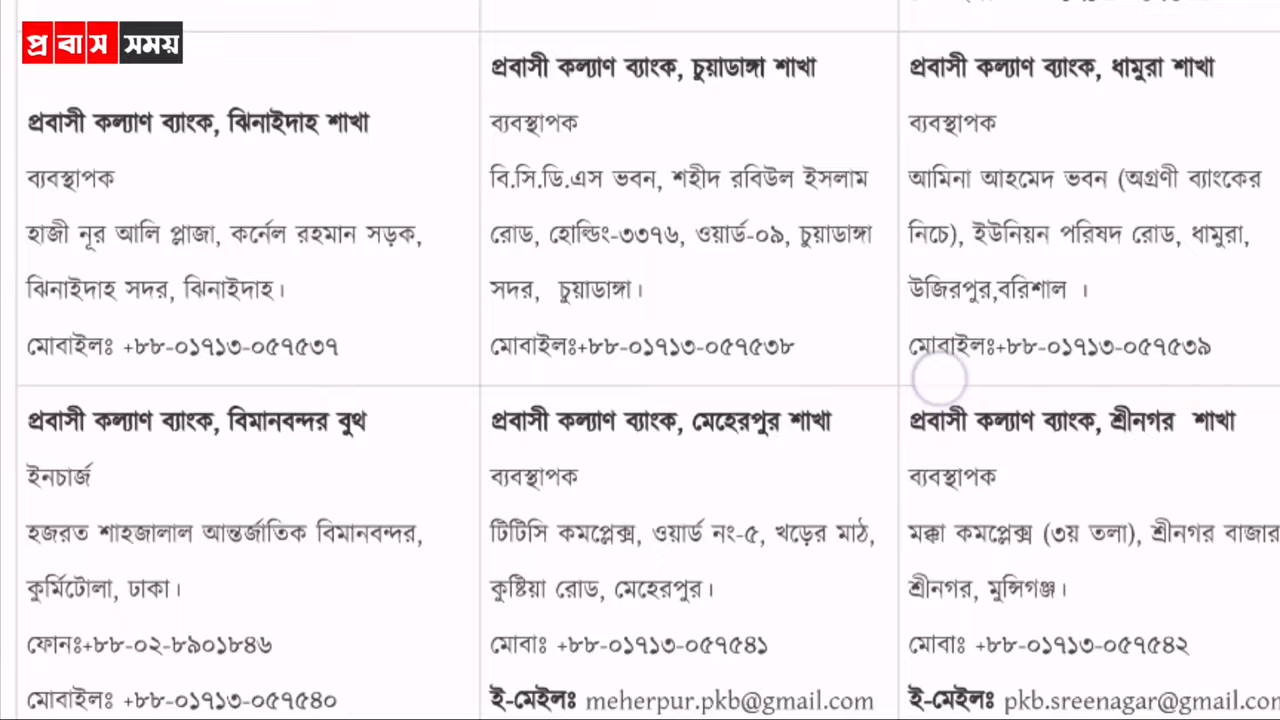 প্রবাস সময়
প্রবাসী কল্যাণ ব্যাংক, ঝিনাইদাহ শাখা
ব্যবস্থাপক
হাজী নূর আলি প্লাজা, কর্নেল রহমান সড়ক,
ঝিনাইদাহ সদর, ঝিনাইদাহ।
মোবাইলঃ +৮৮-০১৭১৩-০৫৭৫৩৭
প্রবাসী কল্যাণ ব্যাংক, চুয়াডাঙ্গা শাখা
ব্যবস্থাপক
বি.সি.ডি.এস ভবন, শহীদ রবিউল ইসলাম
রোড, হোল্ডিং-৩৩৭৬, ওয়ার্ড-০৯, চুয়াডাঙ্গা
সদর, চুয়াডাঙ্গা।
মোবাইলঃ+৮৮-০১৭১৩-০৫৭৫৩৮
প্রবাসী কল্যাণ ব্যাংক, ধামুরা শাখা
ব্যবস্থাপক
আমিনা আহমেদ ভবন (অগ্রণী ব্যাংকের
নিচে), ইউনিয়ন পরিষদ রোড, ধামুরা,
উজিরপুর,বরিশাল ।
মোবাইলঃ+৮৮-০১৭১৩-০৫৭৫৩৯
প্রবাসী কল্যাণ ব্যাংক, বিমানবন্দর বুথ
ইনচার্জ
হজরত শাহজালাল আন্তর্জাতিক বিমানবন্দর,
কুর্মিটোলা, ঢাকা।
ফোনঃ+৮৮-০২-৮৯০১৮৪৬
মোবাইলঃ +৮৮-০১৭১৩-০৫৭৫৪০
প্রবাসী কল্যাণ ব্যাংক, মেহেরপুর শাখা
ব্যবস্থাপক
টিটিসি কমপ্লেক্স, ওয়ার্ড নং-৫, খড়ের মাঠ,
কুষ্টিয়া রোড, মেহেরপুর।
মোবাঃ +৮৮-০১৭১৩-০৫৭৫৪১
ই-মেইলঃ meherpur.pkb@gmail.com
প্রবাসী কল্যাণ ব্যাংক, শ্রীনগর শাখা
ব্যবস্থাপক
মক্কা কমপ্লেক্স (৩য় তলা), শ্রীনগর বাজার
শ্রীনগর, মুন্সিগঞ্জ।
মোবাঃ +৮৮-০১৭১৩-০৫৭৫৪২
ই-মেইলঃ pkb.sreenagar@gmail.co